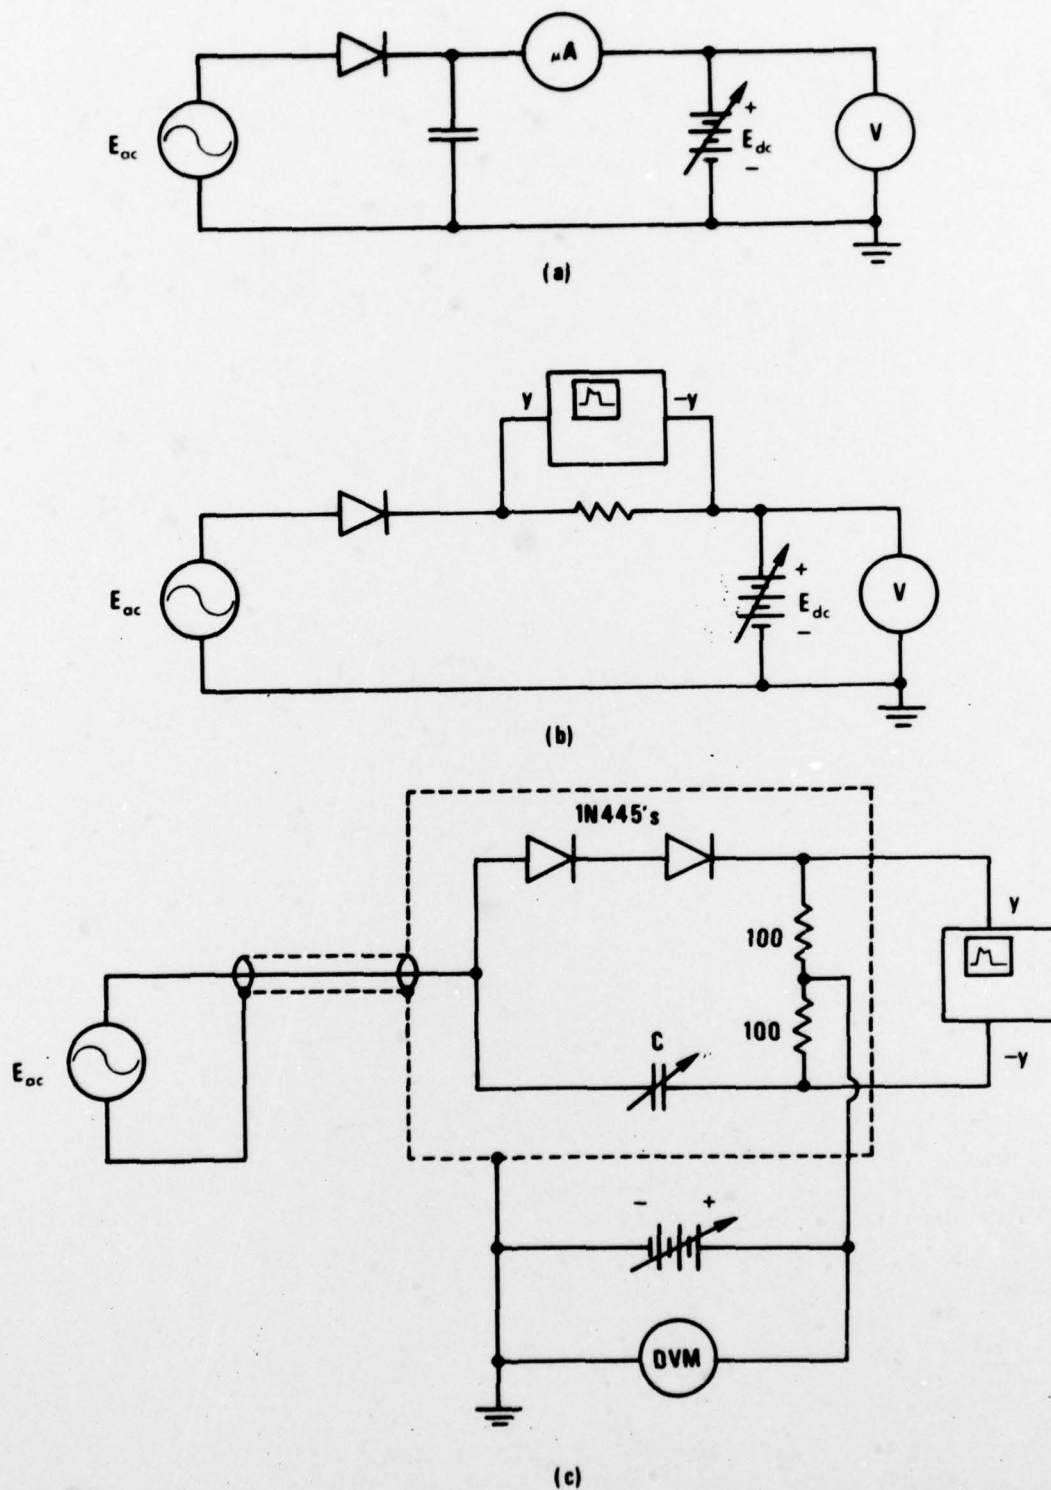 μA
+
E_ac
E_dc
V
−
(a)
y
−y
+
E_ac
E_dc
V
−
(b)
1N445's
y
100
100
C
E_ac
−y
− +
DVM
(c)